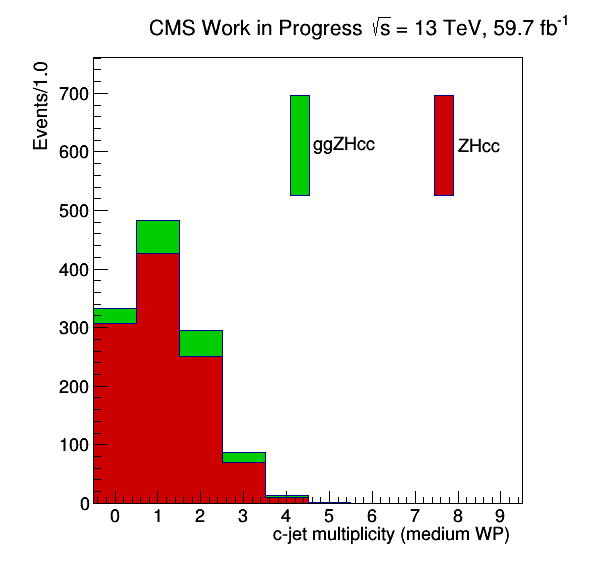 CMS Work in Progress √s = 13 TeV, 59.7 fb⁻¹
Events/1.0
700
600
500
400
300
200
100
0
ggZHcc
ZHcc
0 1 2 3 4 5 6 7 8 9
c-jet multiplicity (medium WP)